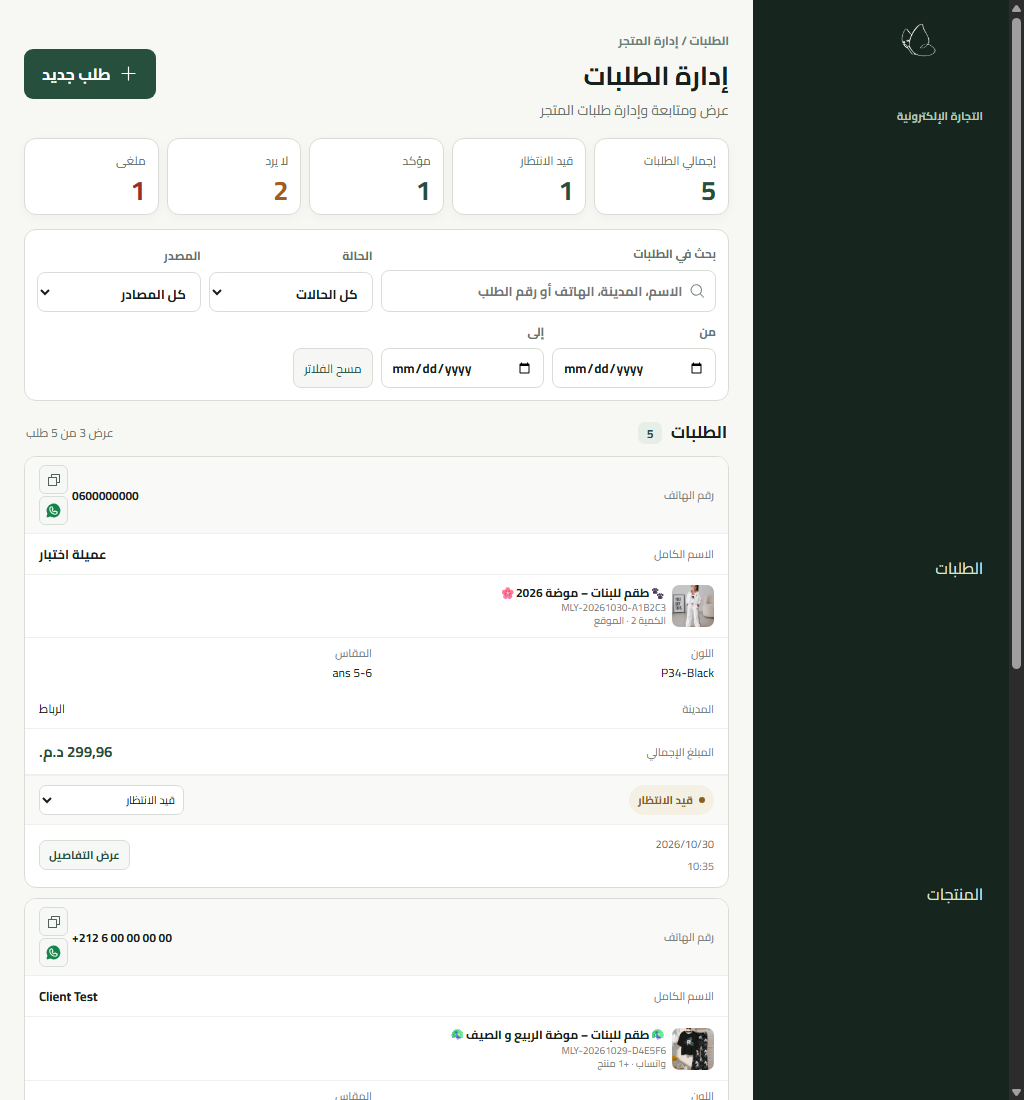 التجارة الإلكترونية
الطلبات
المنتجات
الطلبات / إدارة المتجر
إدارة الطلبات
عرض ومتابعة وإدارة طلبات المتجر
طلب جديد
إجمالي الطلبات
5
قيد الانتظار
1
مؤكد
1
لا يرد
2
ملغى
1
بحث في الطلبات
الاسم، المدينة، الهاتف أو رقم الطلب
الحالة
كل الحالات
المصدر
كل المصادر
من
mm/dd/yyyy
إلى
mm/dd/yyyy
مسح الفلاتر
الطلبات 5
عرض 3 من 5 طلب
رقم الهاتف
0600000000
الاسم الكامل
عميلة اختبار
🐾 طقم للبنات – موضة 2026 🌸
MLY-20261030-A1B2C3
الكمية 2 · الموقع
اللون
P34-Black
المقاس
5-6 ans
المدينة
الرباط
المبلغ الإجمالي
299,96 د.م.
قيد الانتظار
قيد الانتظار
2026/10/30
10:35
عرض التفاصيل
رقم الهاتف
+212 6 00 00 00 00
الاسم الكامل
Client Test
🦚 طقم للبنات – موضة الربيع و الصيف 🦚
MLY-20261029-D4E5F6
واتساب · +1 منتج
اللون
المقاس